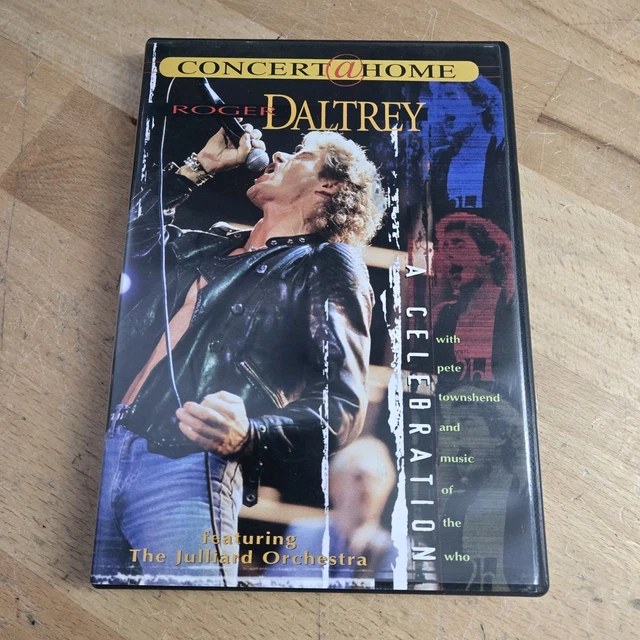 CONCERT@HOME
ROGER DALTREY
A CELEBRATION
with
pete
townshend
and
music
of
the
who
featuring
The Julliard Orchestra